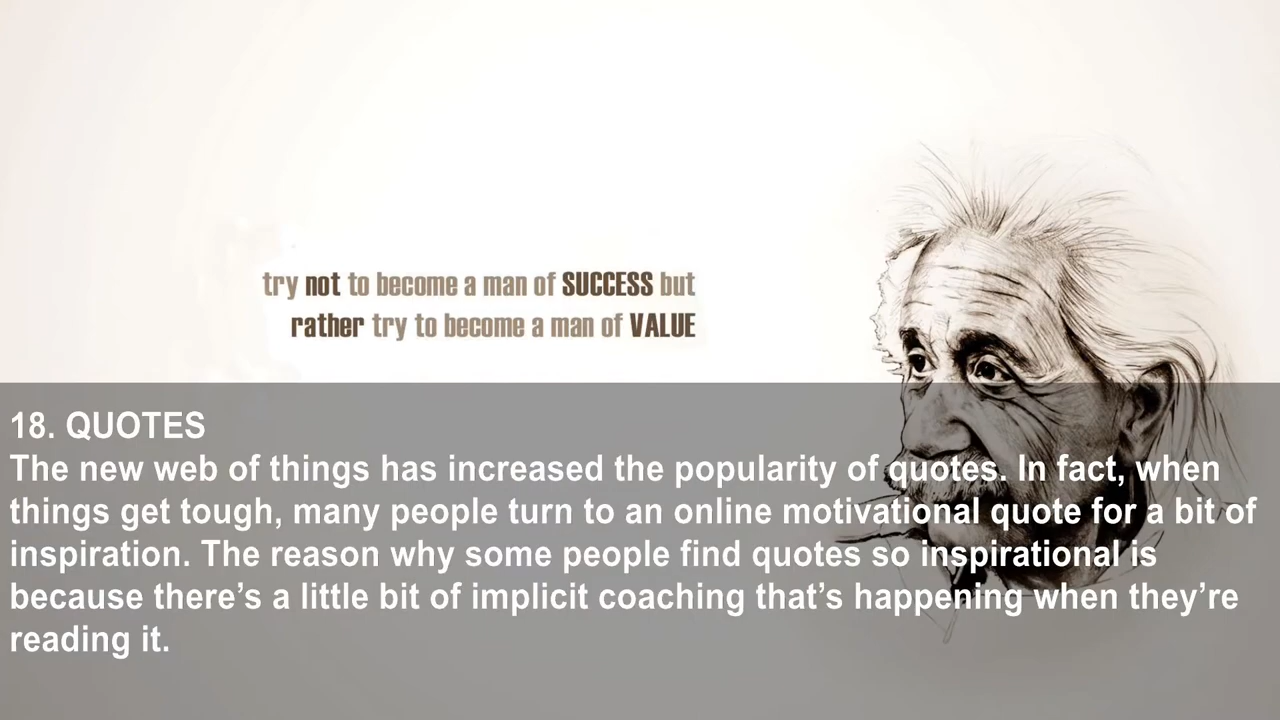 try not to become a man of SUCCESS but
rather try to become a man of VALUE
18. QUOTES
The new web of things has increased the popularity of quotes. In fact, when
things get tough, many people turn to an online motivational quote for a bit of
inspiration. The reason why some people find quotes so inspirational is
because there’s a little bit of implicit coaching that’s happening when they’re
reading it.